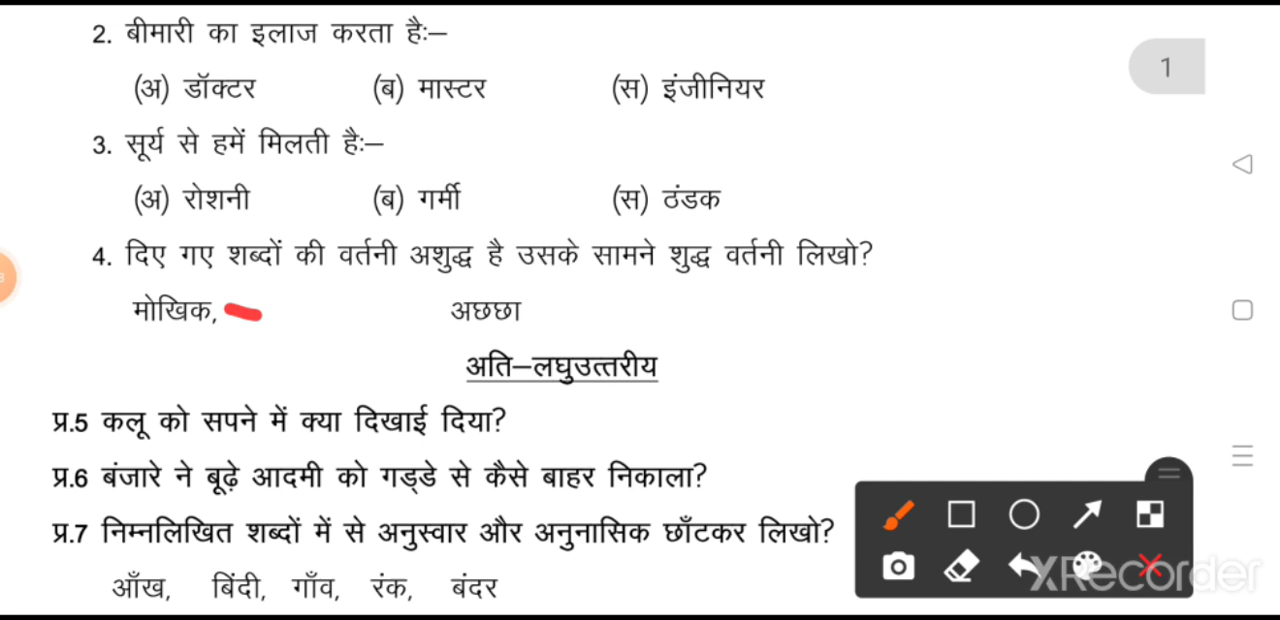 2. बीमारी का इलाज करता हैः–
(अ) डॉक्टर (ब) मास्टर (स) इंजीनियर
1
3. सूर्य से हमें मिलती हैः–
(अ) रोशनी (ब) गर्मी (स) ठंडक
4. दिए गए शब्दों की वर्तनी अशुद्ध है उसके सामने शुद्ध वर्तनी लिखो?
मोखिक, अछछा
अति–लघुउत्तरीय
प्र.5 कलू को सपने में क्या दिखाई दिया?
प्र.6 बंजारे ने बूढ़े आदमी को गड्डे से कैसे बाहर निकाला?
प्र.7 निम्नलिखित शब्दों में से अनुस्वार और अनुनासिक छाँटकर लिखो?
आँख, बिंदी, गाँव, रंक, बंदर
XRecorder